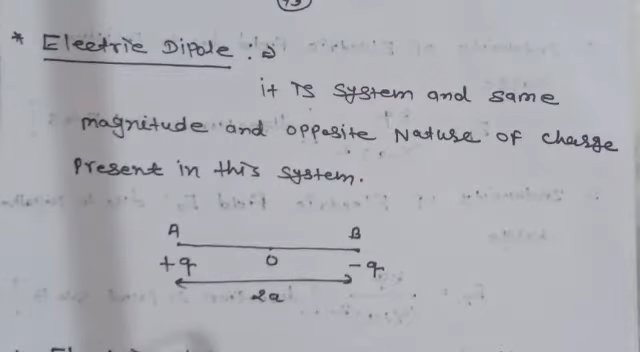 * Electric Dipole :
it is system and same
magnitude and opposite Nature of charge
Present in this system.
A B
+q O -q
2a